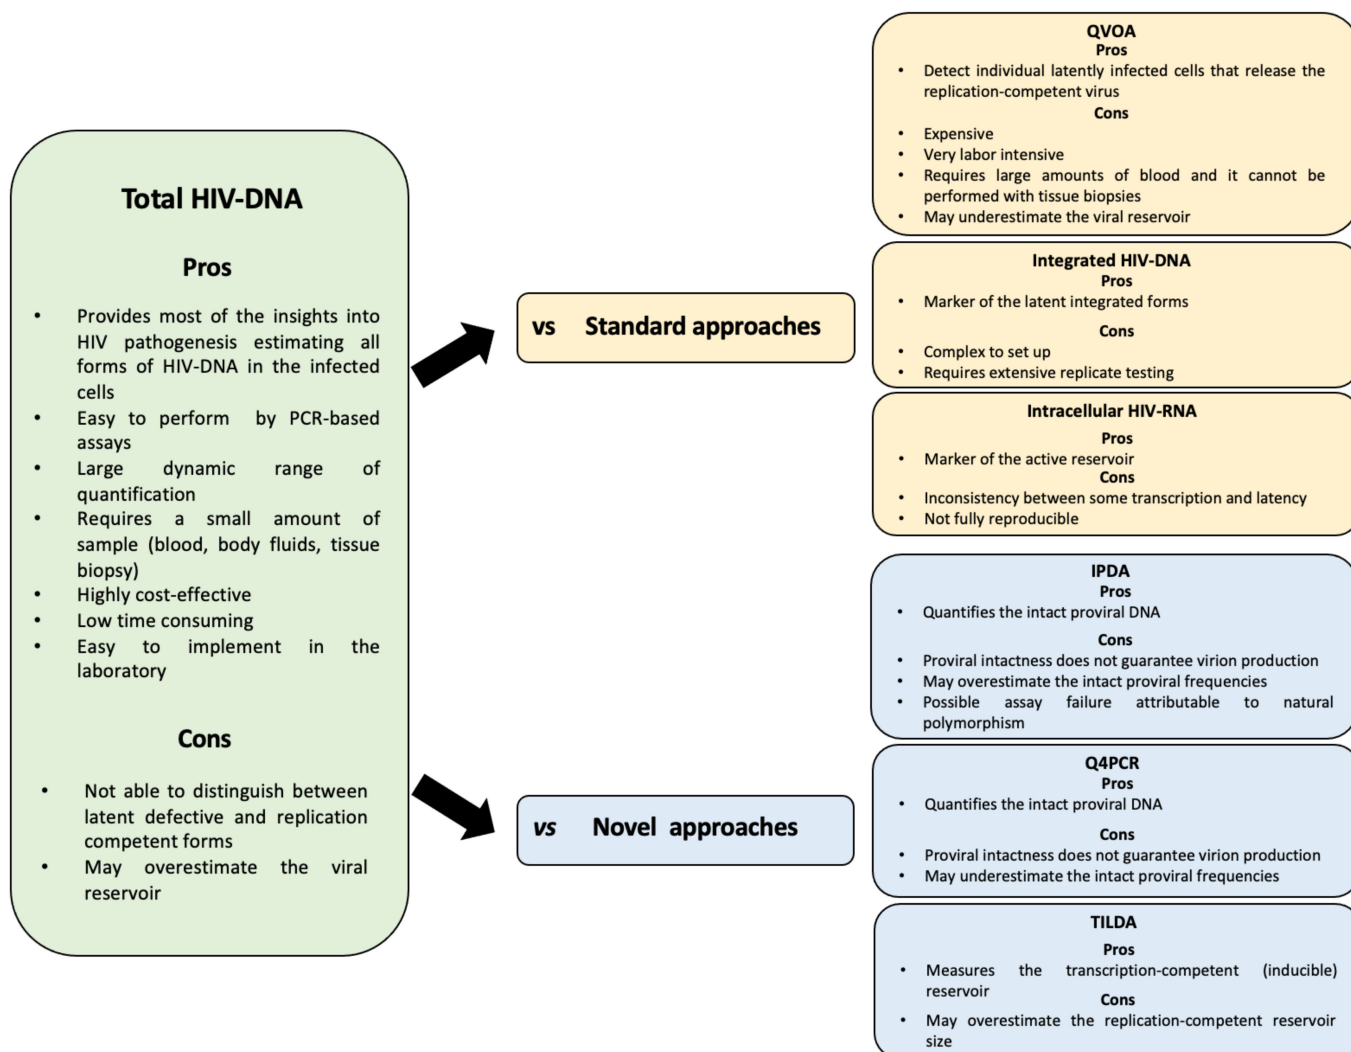 Total HIV-DNA
Pros
• Provides most of the insights into
HIV pathogenesis estimating all
forms of HIV-DNA in the infected
cells
• Easy to perform by PCR-based
assays
• Large dynamic range of
quantification
• Requires a small amount of
sample (blood, body fluids, tissue
biopsy)
• Highly cost-effective
• Low time consuming
• Easy to implement in the
laboratory
Cons
• Not able to distinguish between
latent defective and replication
competent forms
• May overestimate the viral
reservoir
vs Standard approaches
QVOA
Pros
• Detect individual latently infected cells that release the
replication-competent virus
Cons
• Expensive
• Very labor intensive
• Requires large amounts of blood and it cannot be
performed with tissue biopsies
• May underestimate the viral reservoir
Integrated HIV-DNA
Pros
• Marker of the latent integrated forms
Cons
• Complex to set up
• Requires extensive replicate testing
Intracellular HIV-RNA
Pros
• Marker of the active reservoir
Cons
• Inconsistency between some transcription and latency
• Not fully reproducible
vs Novel approaches
IPDA
Pros
• Quantifies the intact proviral DNA
Cons
• Proviral intactness does not guarantee virion production
• May overestimate the intact proviral frequencies
• Possible assay failure attributable to natural
polymorphism
Q4PCR
Pros
• Quantifies the intact proviral DNA
Cons
• Proviral intactness does not guarantee virion production
• May underestimate the intact proviral frequencies
TILDA
Pros
• Measures the transcription-competent (inducible)
reservoir
Cons
• May overestimate the replication-competent reservoir
size